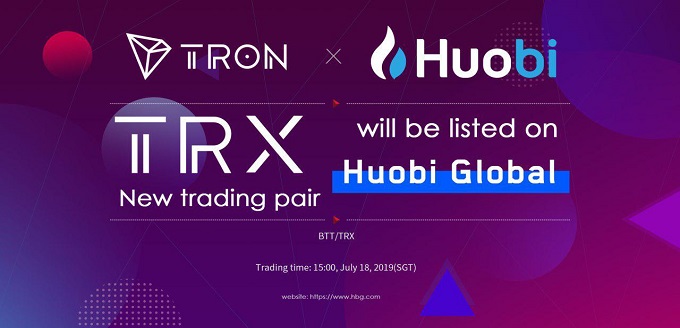 TRON × Huobi
TRX
New trading pair
will be listed on
Huobi Global
BTT/TRX
Trading time: 15:00, July 18, 2019(SGT)
website: https://www.hbg.com